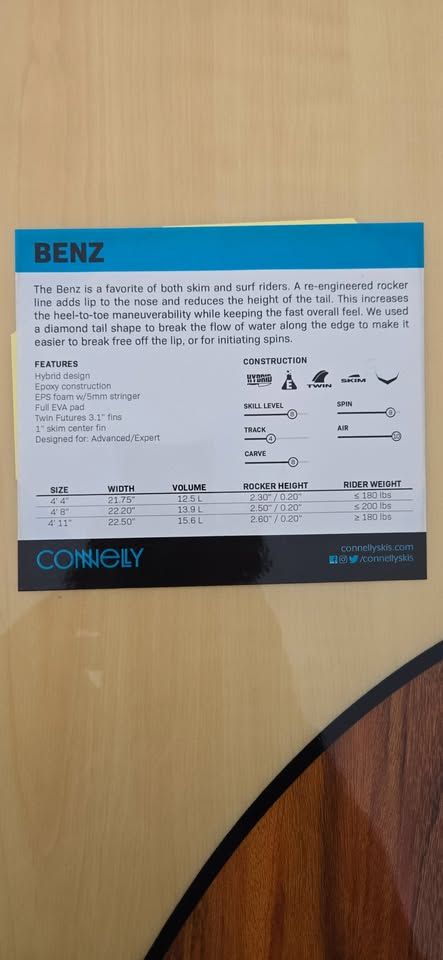 BENZ
The Benz is a favorite of both skim and surf riders. A re-engineered rocker
line adds lip to the nose and reduces the height of the tail. This increases
the heel-to-toe maneuverability while keeping the fast overall feel. We used
a diamond tail shape to break the flow of water along the edge to make it
easier to break free off the lip, or for initiating spins.
FEATURES
Hybrid design
Epoxy construction
EPS foam w/5mm stringer
Full EVA pad
Twin Futures 3.1" fins
1" skim center fin
Designed for: Advanced/Expert
CONSTRUCTION
HYBRID E TWIN SKIM
SKILL LEVEL 8
SPIN 9
TRACK 4
AIR 10
CARVE 8
SIZE WIDTH VOLUME ROCKER HEIGHT RIDER WEIGHT
4' 4" 21.75" 12.5 L 2.30" / 0.20" ≤ 180 lbs
4' 8" 22.20" 13.9 L 2.50" / 0.20" ≤ 200 lbs
4' 11" 22.50" 15.6 L 2.60" / 0.20" ≥ 180 lbs
CONNELLY
connellyskis.com
/connellyskis